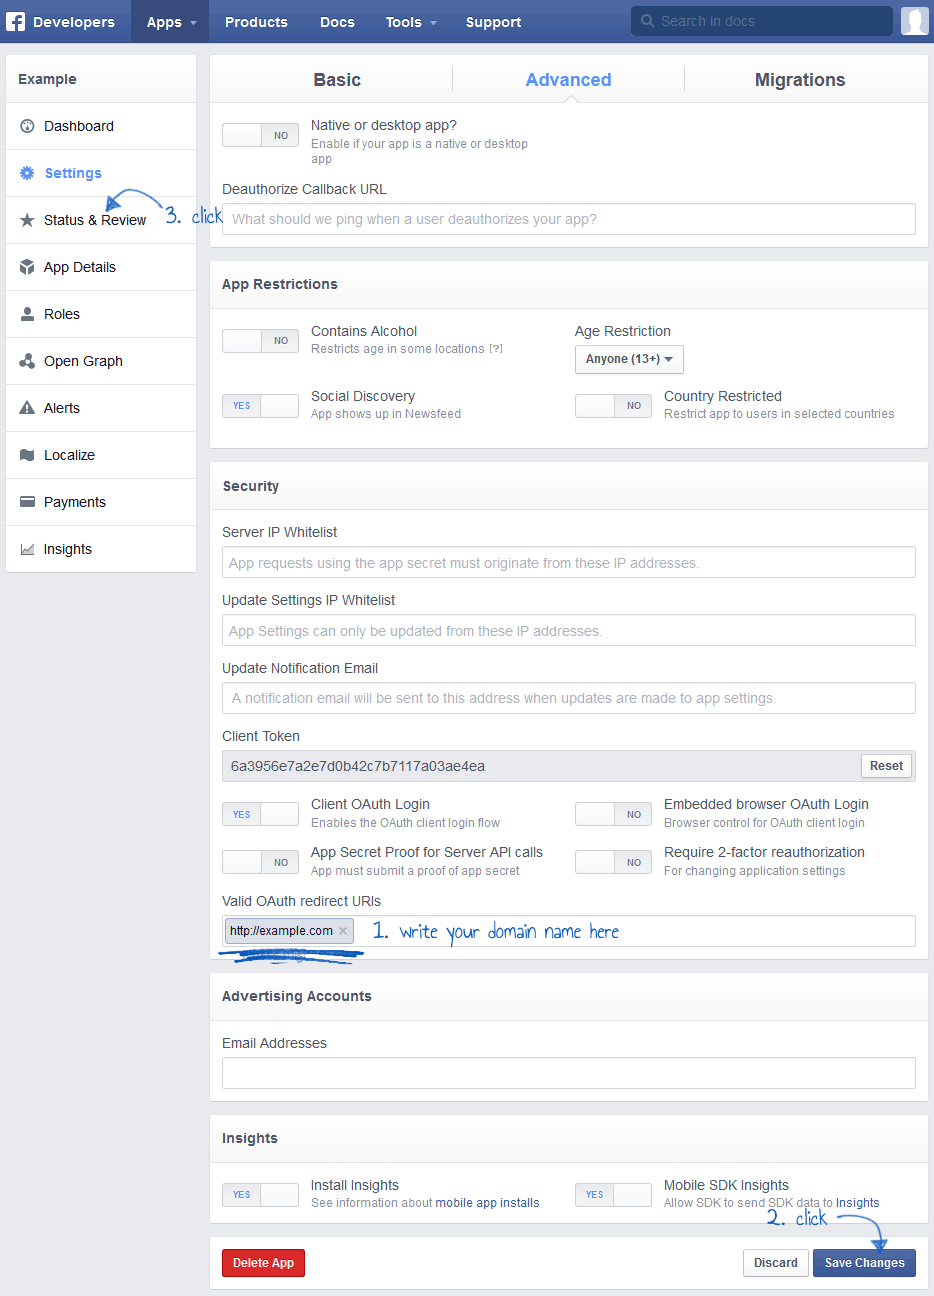 Developers Apps Products Docs Tools Support Search in docs
Example
Dashboard
Settings
Status & Review
App Details
Roles
Open Graph
Alerts
Localize
Payments
Insights
3. click
Basic Advanced Migrations
NO Native or desktop app?
Enable if your app is a native or desktop
app
Deauthorize Callback URL
What should we ping when a user deauthorizes your app?
App Restrictions
NO Contains Alcohol
Restricts age in some locations [?]
Age Restriction
Anyone (13+)
YES Social Discovery
App shows up in Newsfeed
NO Country Restricted
Restrict app to users in selected countries
Security
Server IP Whitelist
App requests using the app secret must originate from these IP addresses.
Update Settings IP Whitelist
App Settings can only be updated from these IP addresses.
Update Notification Email
A notification email will be sent to this address when updates are made to app settings.
Client Token
6a3956e7a2e7d0b42c7b7117a03ae4ea Reset
YES Client OAuth Login
Enables the OAuth client login flow
NO Embedded browser OAuth Login
Browser control for OAuth client login
NO App Secret Proof for Server API calls
App must submit a proof of app secret
NO Require 2-factor reauthorization
For changing application settings
Valid OAuth redirect URIs
http://example.com × 1. write your domain name here
Advertising Accounts
Email Addresses
Insights
YES Install Insights
See information about mobile app installs
YES Mobile SDK Insights
Allow SDK to send SDK data to Insights
2. click
Delete App Discard Save Changes